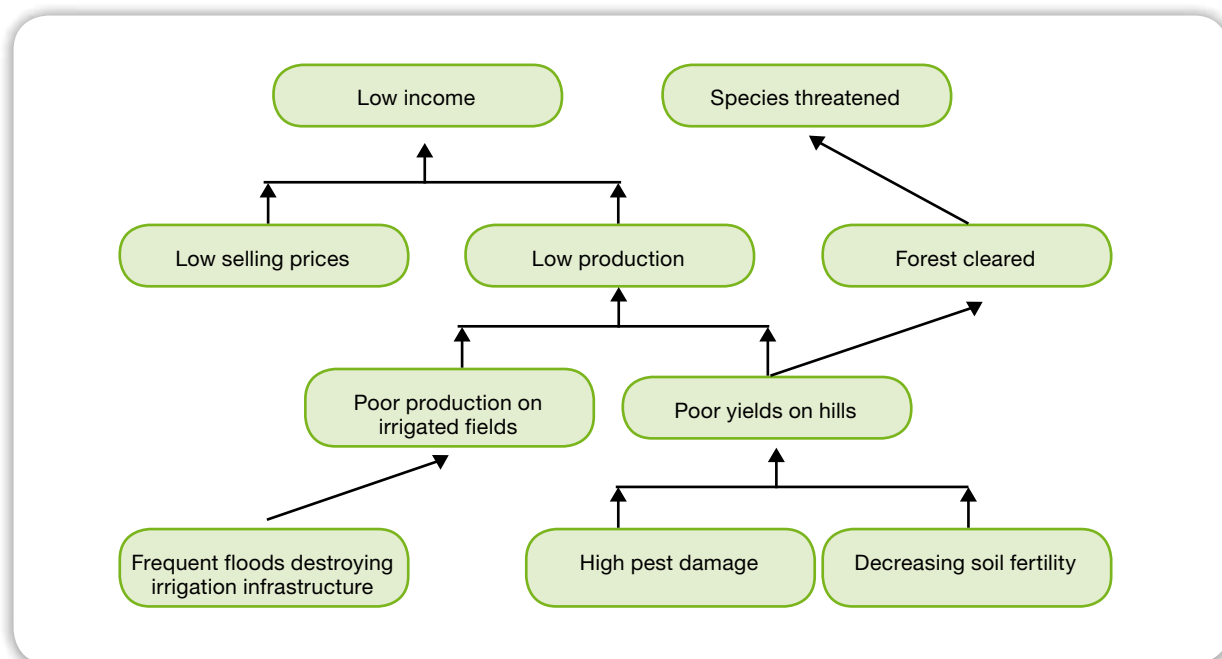 Low income
Species threatened
Low selling prices
Low production
Forest cleared
Poor production on
irrigated fields
Poor yields on hills
Frequent floods destroying
irrigation infrastructure
High pest damage
Decreasing soil fertility